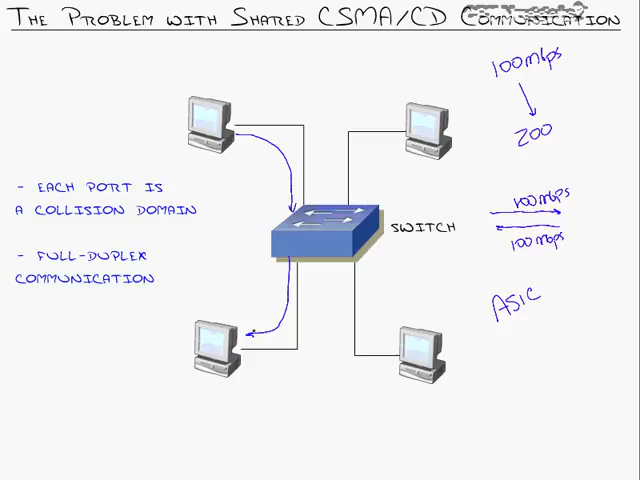 The Problem with Shared CSMA/CD Communication
100mbps
200
- Each port is
a collision domain
100mbps
Switch
100mbps
- Full-duplex
communication
ASIC